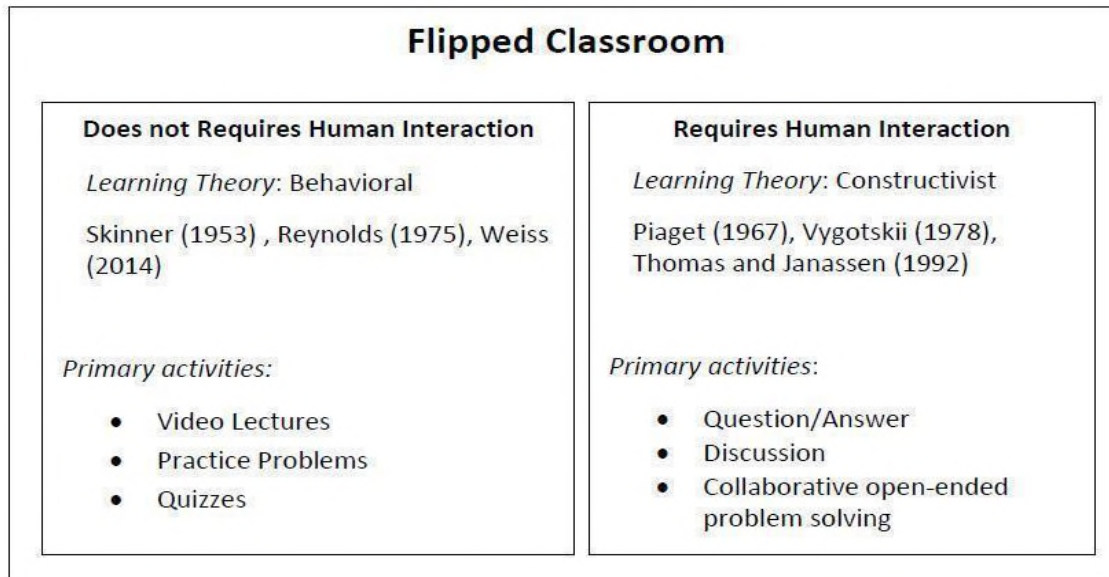 Flipped Classroom
Does not Requires Human Interaction
Learning Theory: Behavioral
Skinner (1953) , Reynolds (1975), Weiss
(2014)
Primary activities:
• Video Lectures
• Practice Problems
• Quizzes
Requires Human Interaction
Learning Theory: Constructivist
Piaget (1967), Vygotskii (1978),
Thomas and Janassen (1992)
Primary activities:
• Question/Answer
• Discussion
• Collaborative open-ended
problem solving